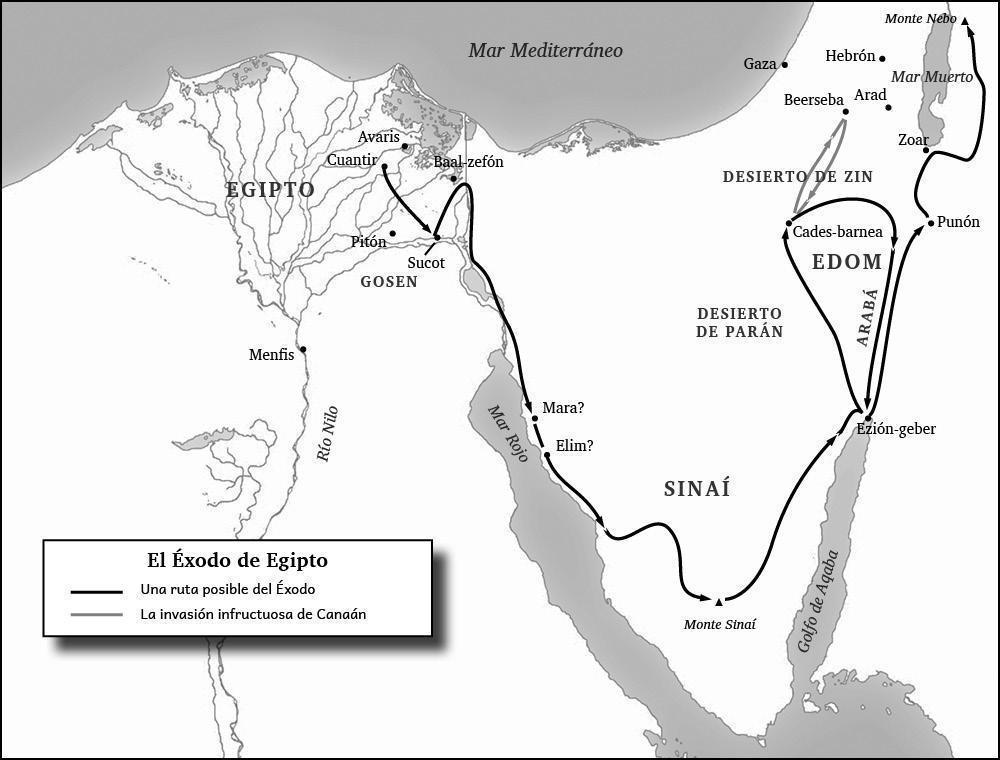 Monte Nebo
Mar Mediterráneo
Gaza
Hebrón
Mar Muerto
Beerseba
Arad
Avaris
Zoar
Cuantir
Baal-zefón
DESIERTO DE ZIN
EGIPTO
Punón
Cades-barnea
Pitón
Sucot
EDOM
GOSEN
ARABÁ
DESIERTO
DE PARÁN
Menfis
Mara?
Mar Rojo
Río Nilo
Ezión-geber
Elim?
SINAÍ
El Éxodo de Egipto
Una ruta posible del Éxodo
La invasión infructuosa de Canaán
Golfo de Aqaba
Monte Sinaí